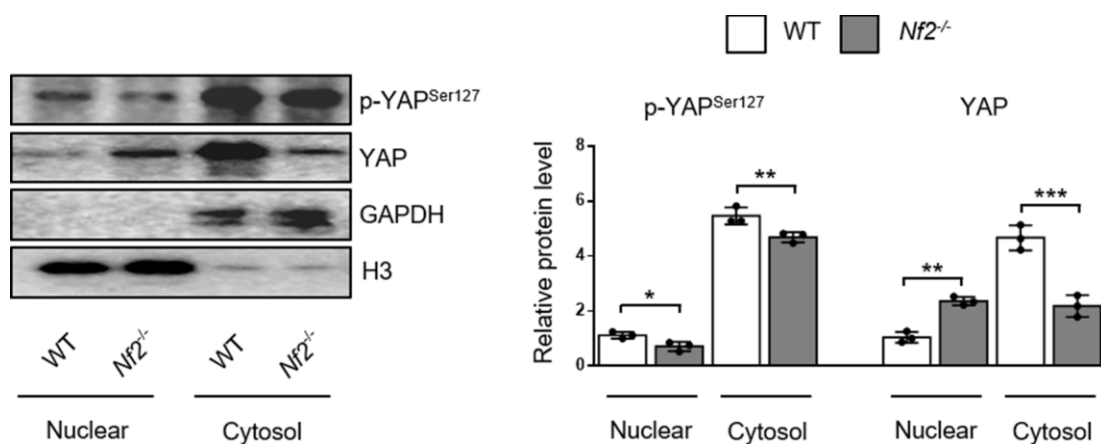 WT Nf2-/-
p-YAPSer127
YAP
GAPDH
H3
WT Nf2-/- WT Nf2-/-
Nuclear Cytosol
p-YAPSer127 YAP
Relative protein level
8
6
4
2
0
* ** ** ***
Nuclear Cytosol Nuclear Cytosol